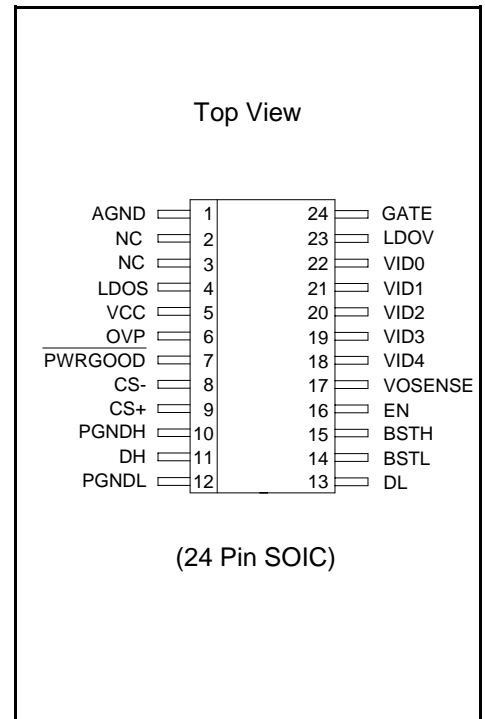 Top View
AGND 1 24 GATE
NC 2 23 LDOV
NC 3 22 VID0
LDOS 4 21 VID1
VCC 5 20 VID2
OVP 6 19 VID3
PWRGOOD 7 18 VID4
CS- 8 17 VOSENSE
CS+ 9 16 EN
PGNDH 10 15 BSTH
DH 11 14 BSTL
PGNDL 12 13 DL
(24 Pin SOIC)